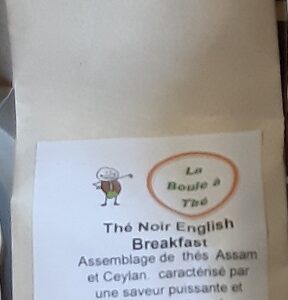 La
Boule à
Thé
Thé Noir English
Breakfast
Assemblage de thés Assam
et Ceylan. caractérisé par
une saveur puissante et